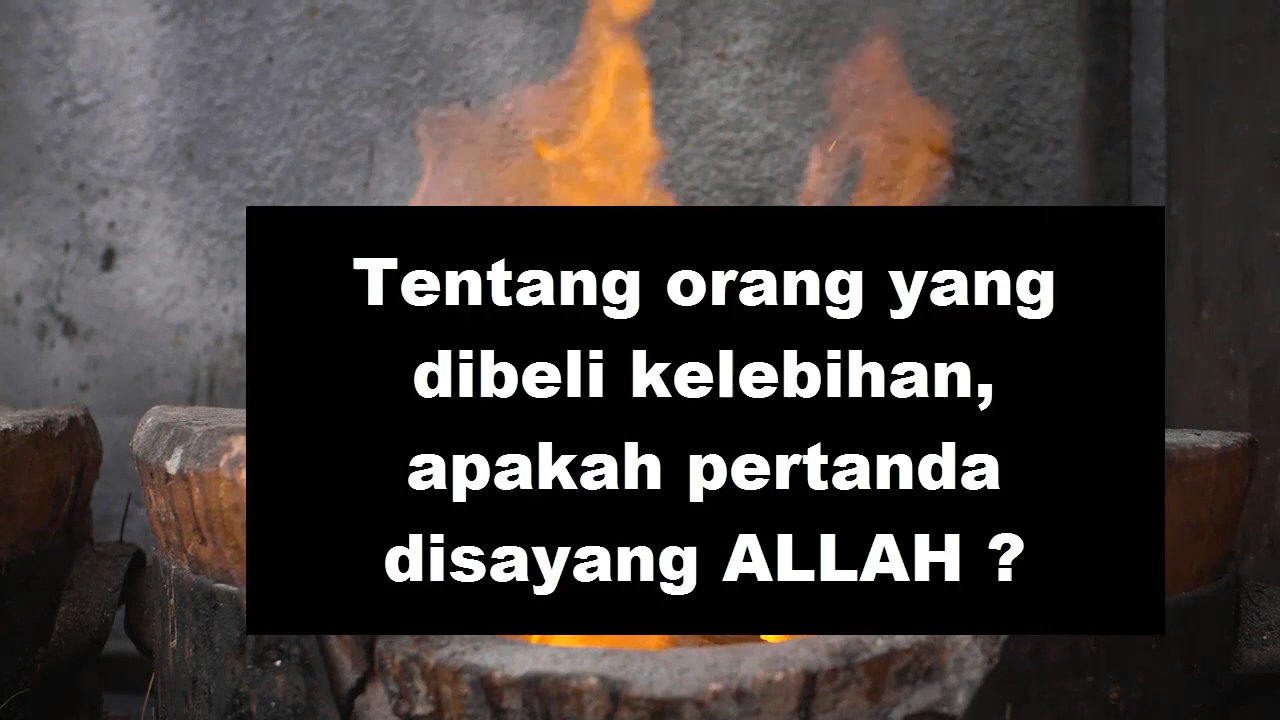 Tentang orang yang
dibeli kelebihan,
apakah pertanda
disayang ALLAH ?